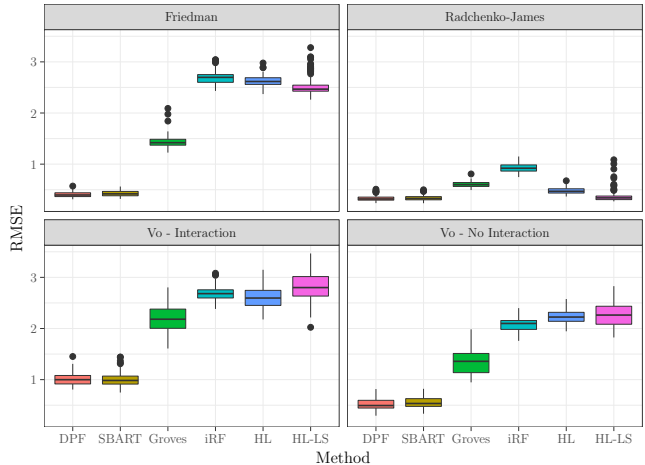 Friedman
Radchenko-James
3
2
1
RMSE
Vo - Interaction
Vo - No Interaction
3
2
1
DPF SBART Groves iRF HL HL-LS
DPF SBART Groves iRF HL HL-LS
Method